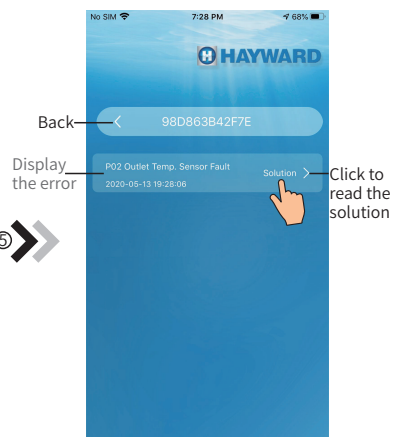 No SIM 7:28 PM 68%
H HAYWARD
Back 98D863B42F7E
Display
the error
P02 Outlet Temp. Sensor Fault
2020-05-13 19:28:06
Solution
Click to
read the
solution
⑤